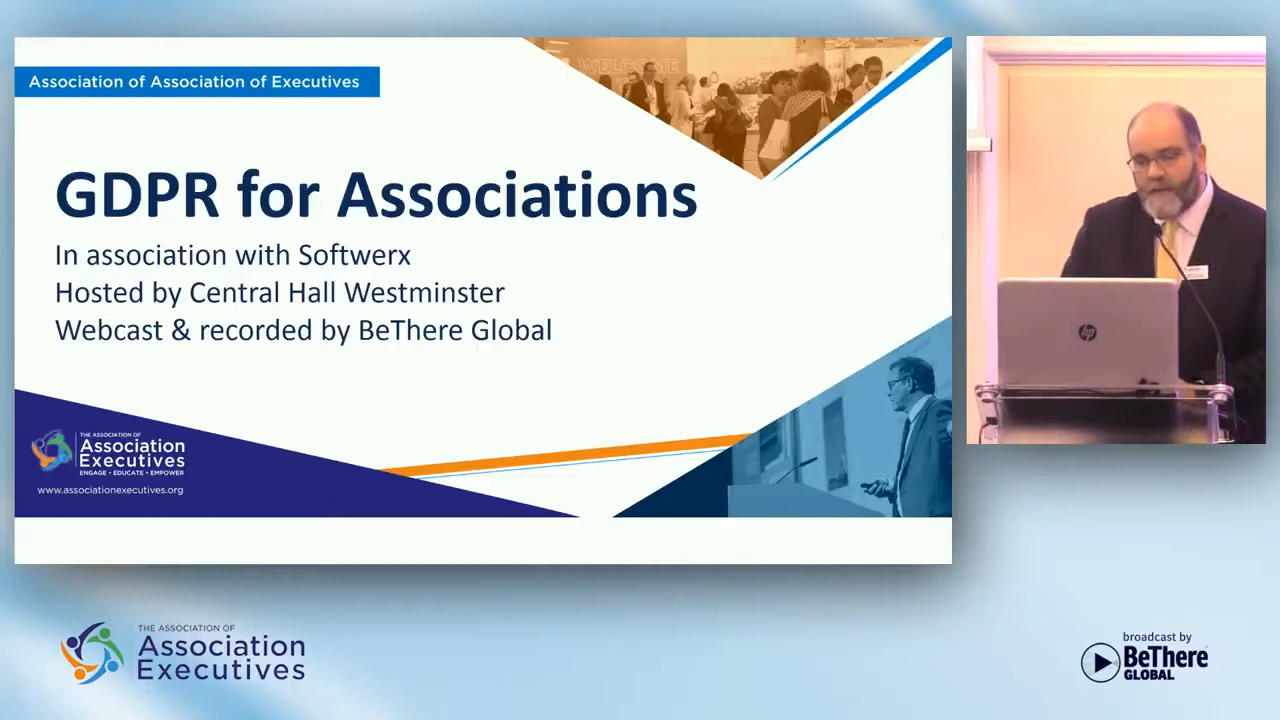 Association of Association of Executives
WELCOME
GDPR for Associations
In association with Softwerx
Hosted by Central Hall Westminster
Webcast & recorded by BeThere Global
THE ASSOCIATION OF
Association
Executives
ENGAGE • EDUCATE • EMPOWER
www.associationexecutives.org
hp
THE ASSOCIATION OF
Association
Executives
broadcast by
BeThere
GLOBAL